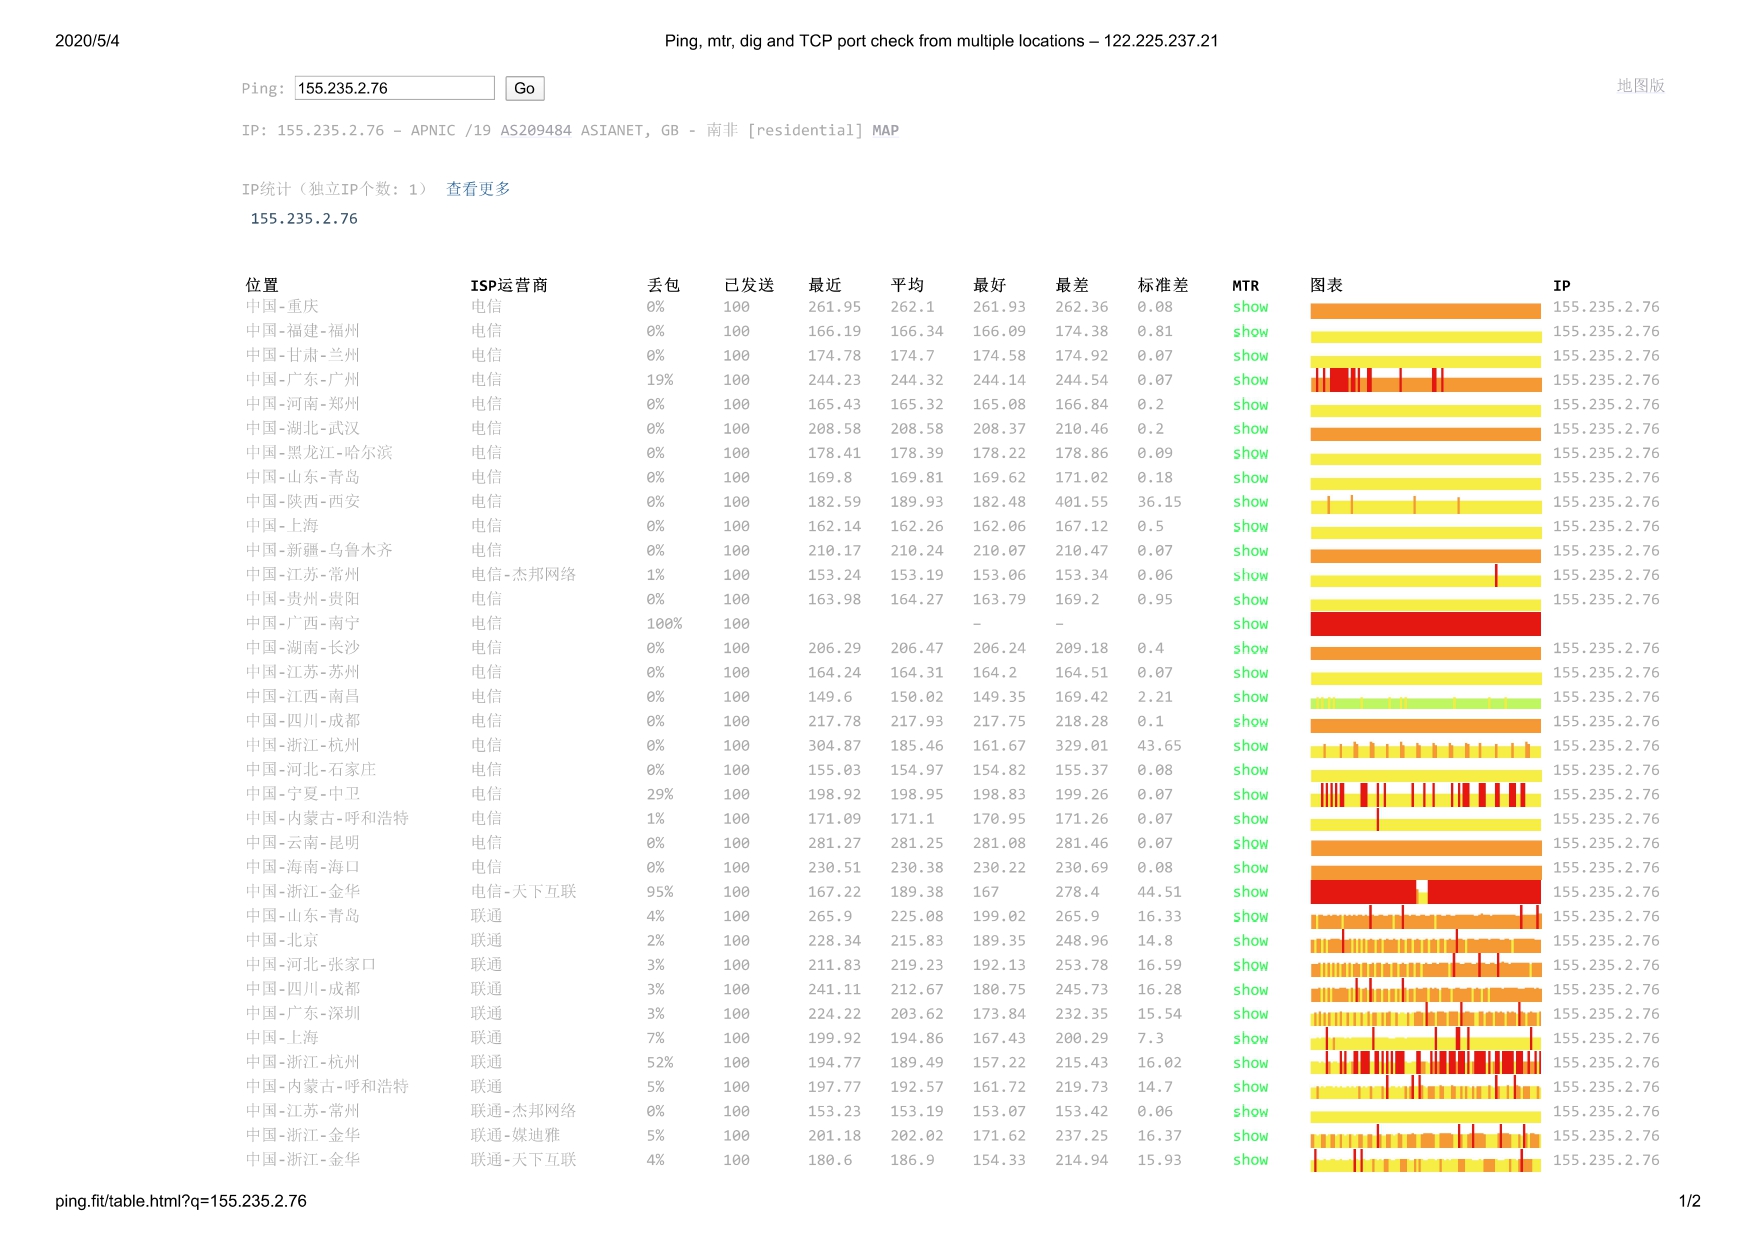 2020/5/4 Ping, mtr, dig and TCP port check from multiple locations – 122.225.237.21
Ping: 155.235.2.76 Go 地图版
IP: 155.235.2.76 – APNIC /19 AS209484 ASIANET, GB - 南非 [residential] MAP
IP统计（独立IP个数: 1） 查看更多
155.235.2.76
位置 ISP运营商 丢包 已发送 最近 平均 最好 最差 标准差 MTR 图表 IP
中国-重庆 电信 0% 100 261.95 262.1 261.93 262.36 0.08 show 155.235.2.76
中国-福建-福州 电信 0% 100 166.19 166.34 166.09 174.38 0.81 show 155.235.2.76
中国-甘肃-兰州 电信 0% 100 174.78 174.7 174.58 174.92 0.07 show 155.235.2.76
中国-广东-广州 电信 19% 100 244.23 244.32 244.14 244.54 0.07 show 155.235.2.76
中国-河南-郑州 电信 0% 100 165.43 165.32 165.08 166.84 0.2 show 155.235.2.76
中国-湖北-武汉 电信 0% 100 208.58 208.58 208.37 210.46 0.2 show 155.235.2.76
中国-黑龙江-哈尔滨 电信 0% 100 178.41 178.39 178.22 178.86 0.09 show 155.235.2.76
中国-山东-青岛 电信 0% 100 169.8 169.81 169.62 171.02 0.18 show 155.235.2.76
中国-陕西-西安 电信 0% 100 182.59 189.93 182.48 401.55 36.15 show 155.235.2.76
中国-上海 电信 0% 100 162.14 162.26 162.06 167.12 0.5 show 155.235.2.76
中国-新疆-乌鲁木齐 电信 0% 100 210.17 210.24 210.07 210.47 0.07 show 155.235.2.76
中国-江苏-常州 电信-杰邦网络 1% 100 153.24 153.19 153.06 153.34 0.06 show 155.235.2.76
中国-贵州-贵阳 电信 0% 100 163.98 164.27 163.79 169.2 0.95 show 155.235.2.76
中国-广西-南宁 电信 100% 100 – – show
中国-湖南-长沙 电信 0% 100 206.29 206.47 206.24 209.18 0.4 show 155.235.2.76
中国-江苏-苏州 电信 0% 100 164.24 164.31 164.2 164.51 0.07 show 155.235.2.76
中国-江西-南昌 电信 0% 100 149.6 150.02 149.35 169.42 2.21 show 155.235.2.76
中国-四川-成都 电信 0% 100 217.78 217.93 217.75 218.28 0.1 show 155.235.2.76
中国-浙江-杭州 电信 0% 100 304.87 185.46 161.67 329.01 43.65 show 155.235.2.76
中国-河北-石家庄 电信 0% 100 155.03 154.97 154.82 155.37 0.08 show 155.235.2.76
中国-宁夏-中卫 电信 29% 100 198.92 198.95 198.83 199.26 0.07 show 155.235.2.76
中国-内蒙古-呼和浩特 电信 1% 100 171.09 171.1 170.95 171.26 0.07 show 155.235.2.76
中国-云南-昆明 电信 0% 100 281.27 281.25 281.08 281.46 0.07 show 155.235.2.76
中国-海南-海口 电信 0% 100 230.51 230.38 230.22 230.69 0.08 show 155.235.2.76
中国-浙江-金华 电信-天下互联 95% 100 167.22 189.38 167 278.4 44.51 show 155.235.2.76
中国-山东-青岛 联通 4% 100 265.9 225.08 199.02 265.9 16.33 show 155.235.2.76
中国-北京 联通 2% 100 228.34 215.83 189.35 248.96 14.8 show 155.235.2.76
中国-河北-张家口 联通 3% 100 211.83 219.23 192.13 253.78 16.59 show 155.235.2.76
中国-四川-成都 联通 3% 100 241.11 212.67 180.75 245.73 16.28 show 155.235.2.76
中国-广东-深圳 联通 3% 100 224.22 203.62 173.84 232.35 15.54 show 155.235.2.76
中国-上海 联通 7% 100 199.92 194.86 167.43 200.29 7.3 show 155.235.2.76
中国-浙江-杭州 联通 52% 100 194.77 189.49 157.22 215.43 16.02 show 155.235.2.76
中国-内蒙古-呼和浩特 联通 5% 100 197.77 192.57 161.72 219.73 14.7 show 155.235.2.76
中国-江苏-常州 联通-杰邦网络 0% 100 153.23 153.19 153.07 153.42 0.06 show 155.235.2.76
中国-浙江-金华 联通-媒迪雅 5% 100 201.18 202.02 171.62 237.25 16.37 show 155.235.2.76
中国-浙江-金华 联通-天下互联 4% 100 180.6 186.9 154.33 214.94 15.93 show 155.235.2.76
ping.fit/table.html?q=155.235.2.76 1/2